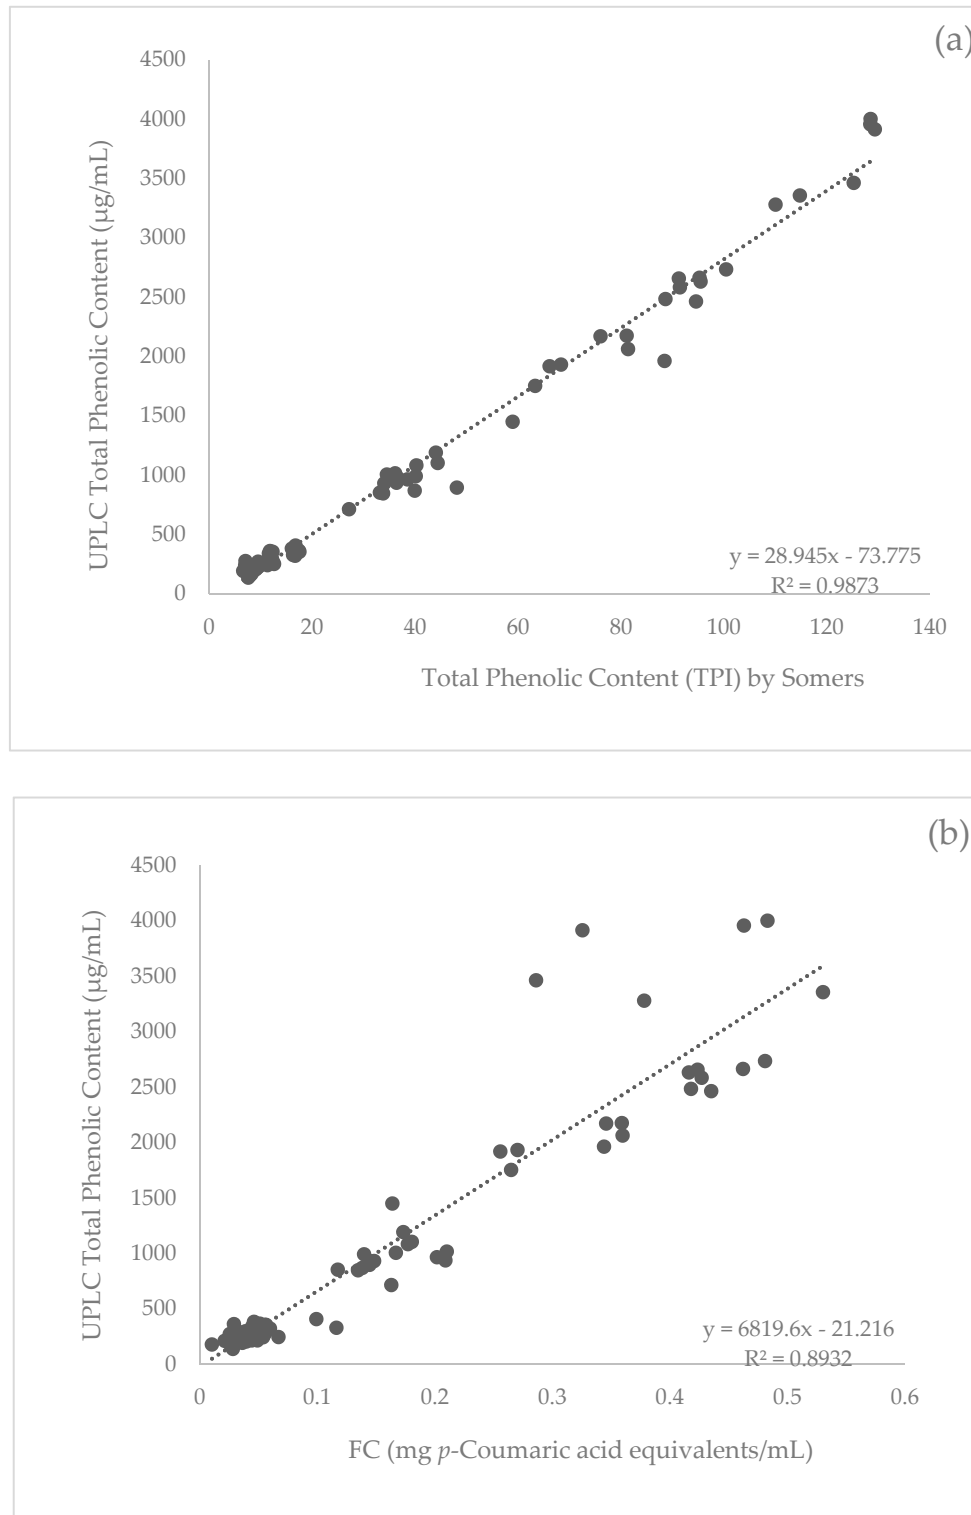 (a)
4500
4000
3500
3000
2500
2000
1500
1000
500
0
UPLC Total Phenolic Content (µg/mL)
y = 28.945x - 73.775
R² = 0.9873
0 20 40 60 80 100 120 140
Total Phenolic Content (TPI) by Somers
(b)
4500
4000
3500
3000
2500
2000
1500
1000
500
0
UPLC Total Phenolic Content (µg/mL)
y = 6819.6x - 21.216
R² = 0.8932
0 0.1 0.2 0.3 0.4 0.5 0.6
FC (mg p-Coumaric acid equivalents/mL)